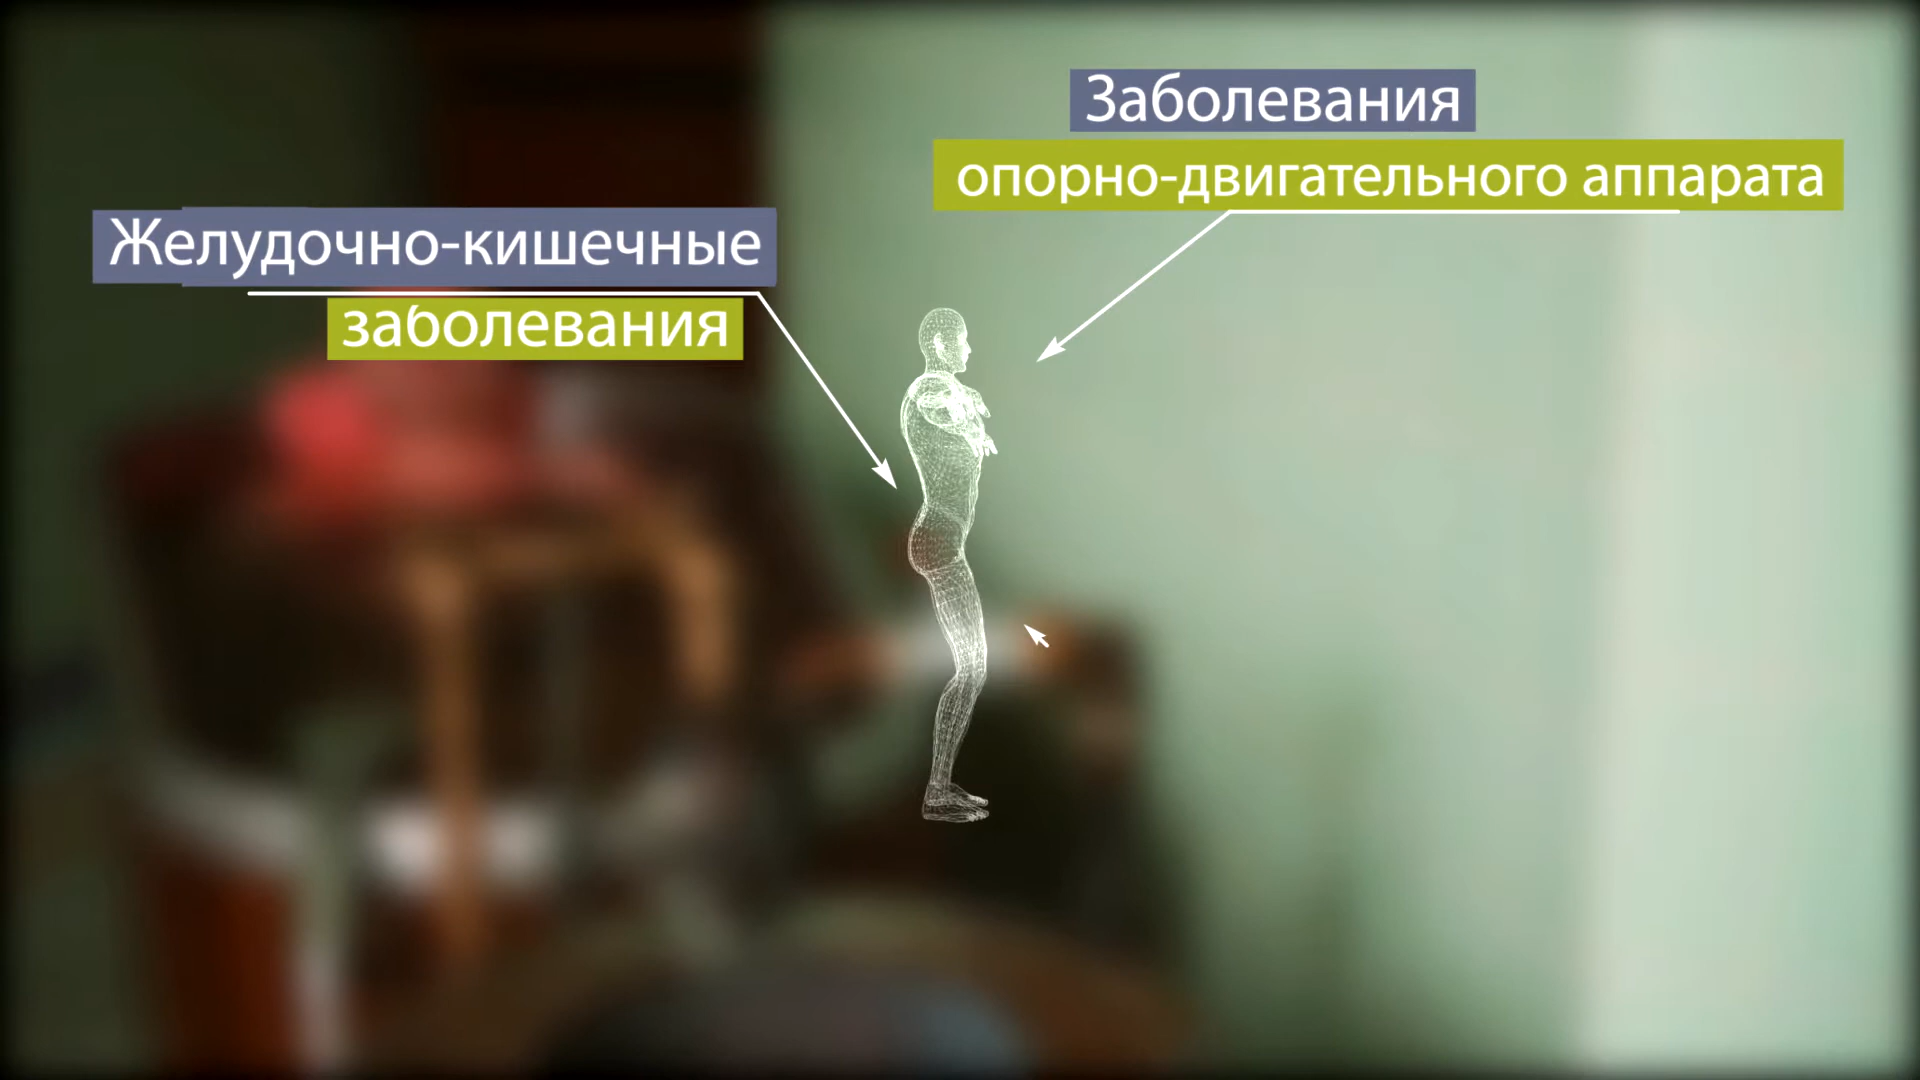 Желудочно-кишечные
заболевания
Заболевания
опорно-двигательного аппарата